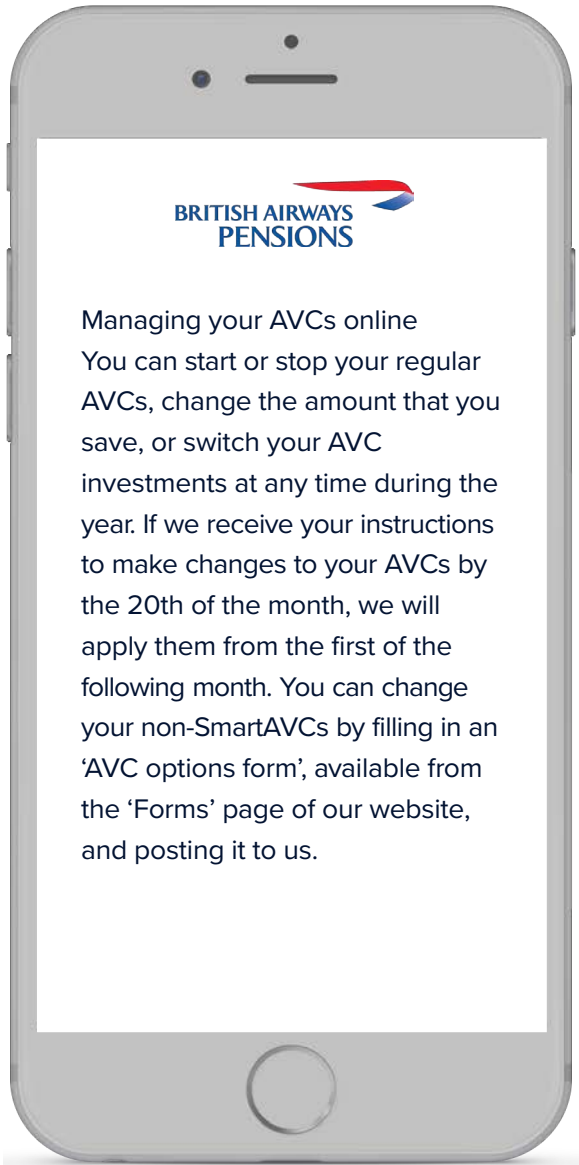 BRITISH AIRWAYS
PENSIONS
Managing your AVCs online
You can start or stop your regular
AVCs, change the amount that you
save, or switch your AVC
investments at any time during the
year. If we receive your instructions
to make changes to your AVCs by
the 20th of the month, we will
apply them from the first of the
following month. You can change
your non-SmartAVCs by filling in an
‘AVC options form’, available from
the ‘Forms’ page of our website,
and posting it to us.